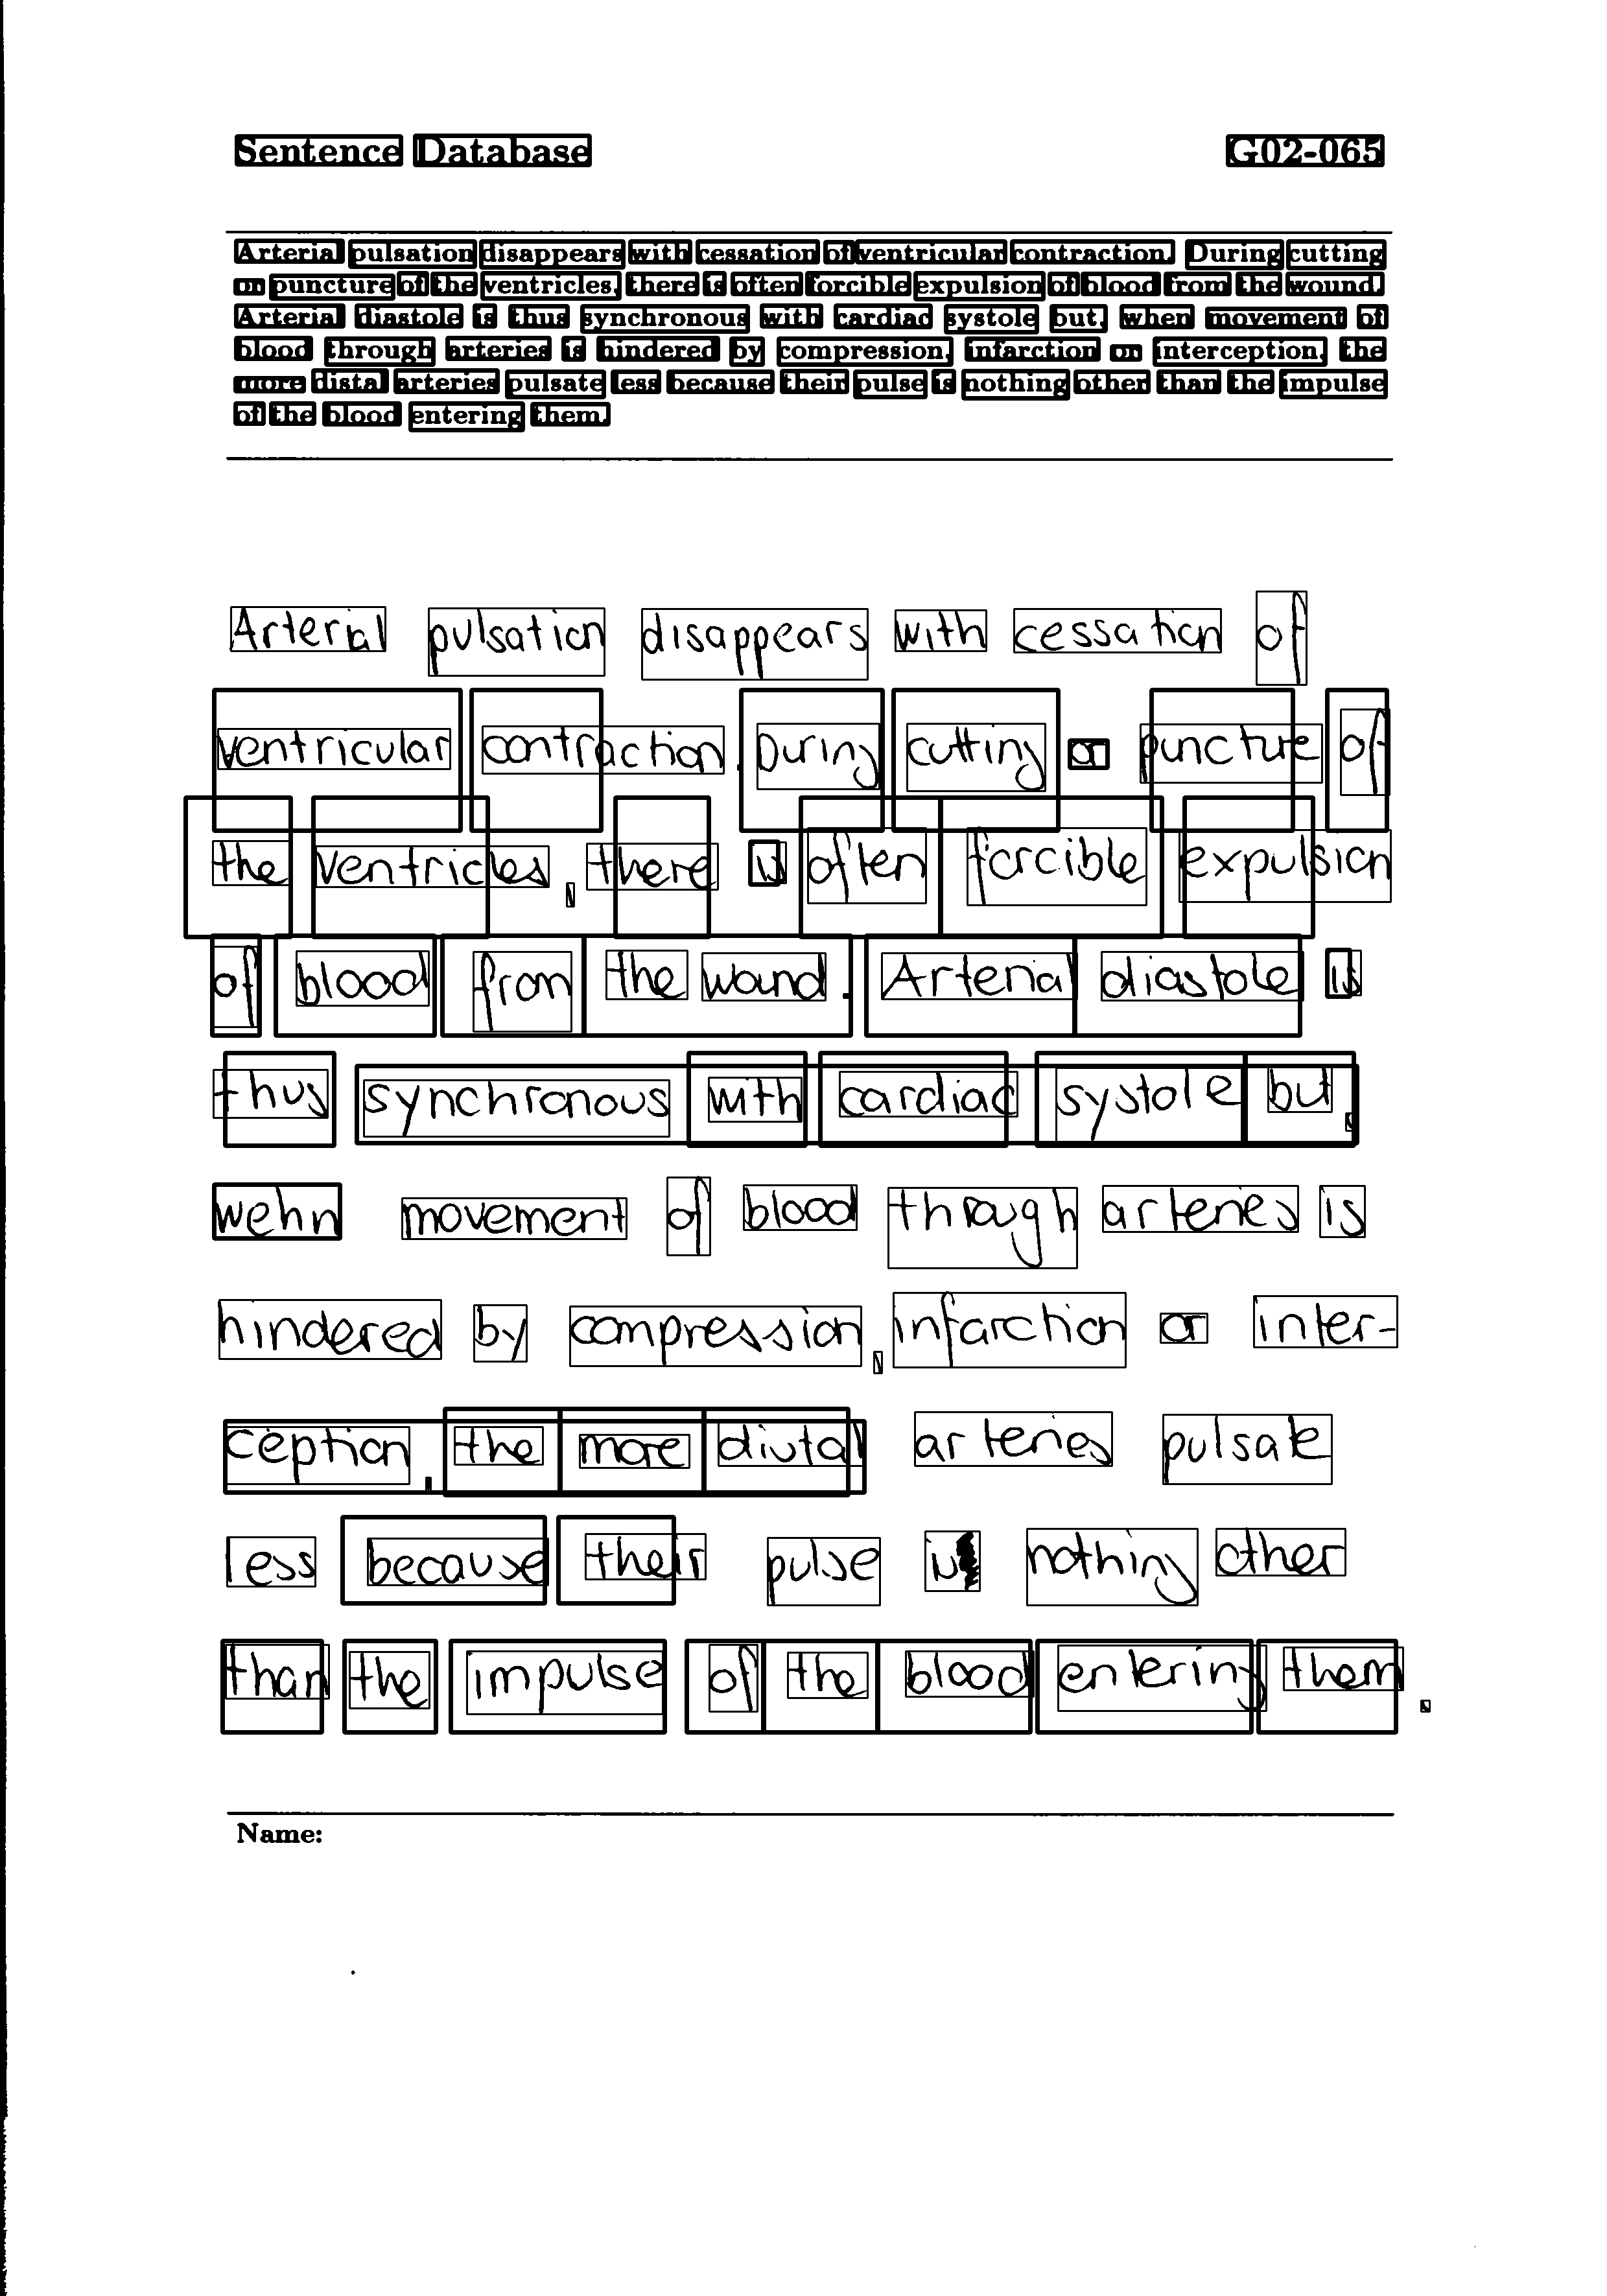 Sentence Database G02-065
Arterial pulsation disappears with cessation of ventricular contraction. During cutting
or puncture of the ventricles, there is often forcible expulsion of blood from the wound.
Arterial diastole is thus synchronous with cardiac systole but, when movement of
blood through arteries is hindered by compression, infarction or interception, the
more distal arteries pulsate less because their pulse is nothing other than the impulse
of the blood entering them.
Arterial pulsation disappears with cessation of
ventricular contraction. During cutting or puncture of
the ventricles, there is often forcible expulsion
of blood from the wound. Arterial diastole is
thus synchronous with cardiac systole but,
wehn movement of blood through arteries is
hindered by compression, infarction or inter-
ception, the more distal arteries pulsate
less because their pulse is nothing other
than the impulse of the blood entering them.
Name: